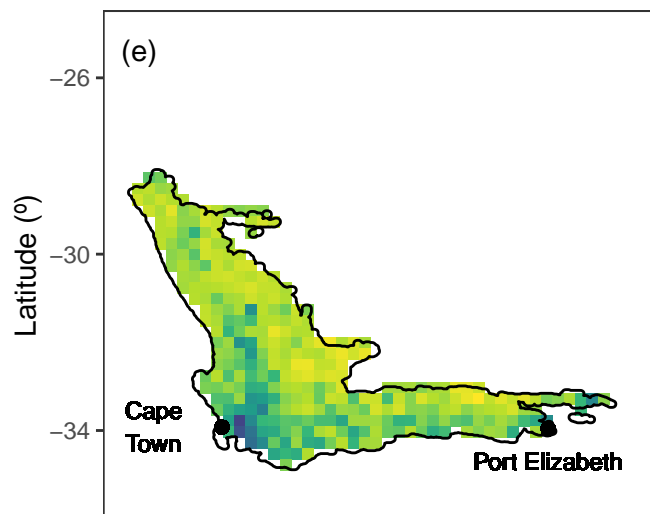 (e)
−26
−30
−34
Latitude (º)
Cape
Town
Port Elizabeth